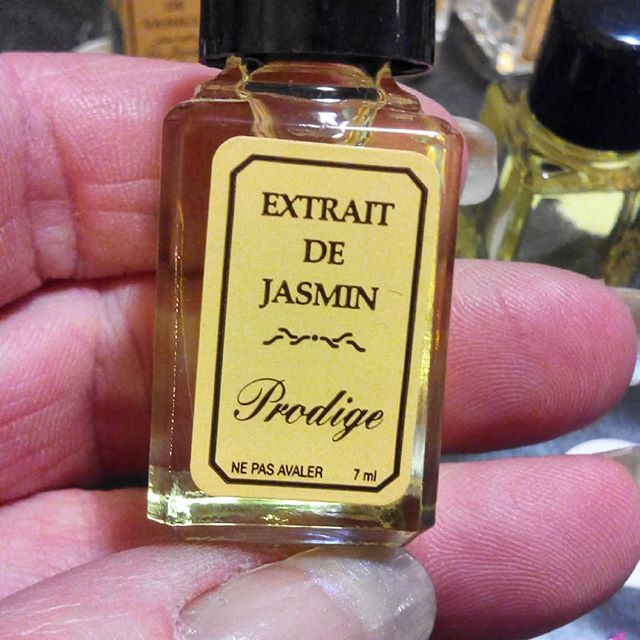 EXTRAIT
DE
JASMIN
Prodige
NE PAS AVALER 7 ml